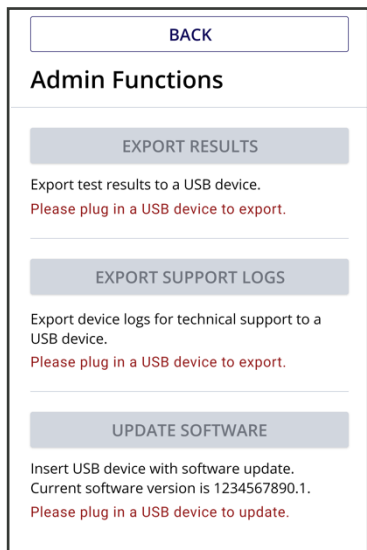 BACK
Admin Functions
EXPORT RESULTS
Export test results to a USB device.
Please plug in a USB device to export.
EXPORT SUPPORT LOGS
Export device logs for technical support to a
USB device.
Please plug in a USB device to export.
UPDATE SOFTWARE
Insert USB device with software update.
Current software version is 1234567890.1.
Please plug in a USB device to update.